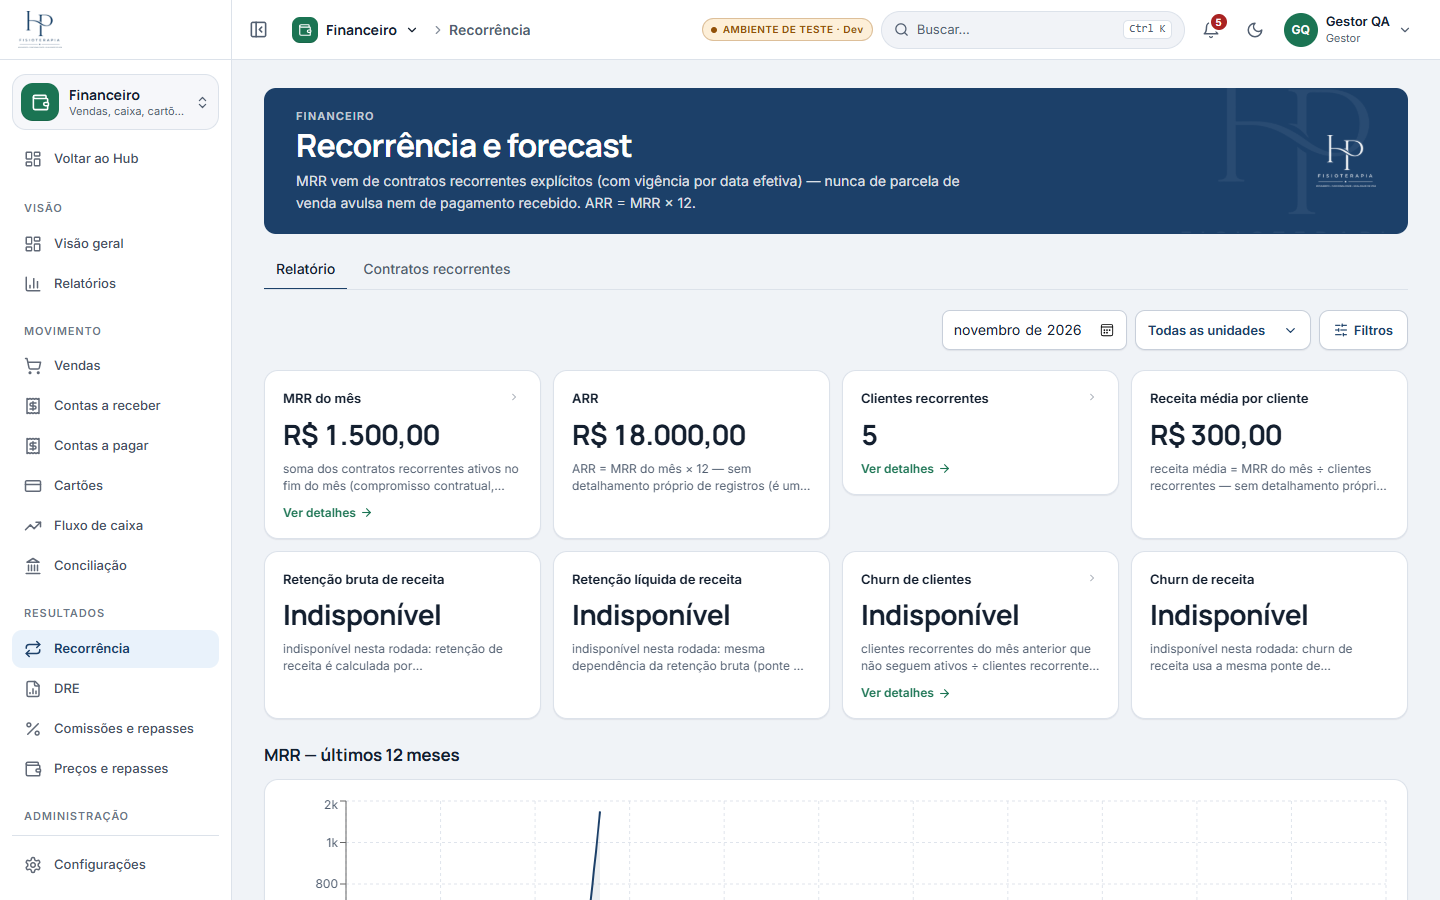 HP
FISIOTERAPIA
Financeiro
Vendas, caixa, cartõ...
Voltar ao Hub
VISÃO
Visão geral
Relatórios
MOVIMENTO
Vendas
Contas a receber
Contas a pagar
Cartões
Fluxo de caixa
Conciliação
RESULTADOS
Recorrência
DRE
Comissões e repasses
Preços e repasses
ADMINISTRAÇÃO
Configurações
Financeiro
Recorrência
AMBIENTE DE TESTE · Dev
Buscar...
Ctrl K
5
GQ
Gestor QA
Gestor
FINANCEIRO
Recorrência e forecast
MRR vem de contratos recorrentes explícitos (com vigência por data efetiva) — nunca de parcela de
venda avulsa nem de pagamento recebido. ARR = MRR × 12.
HP
FISIOTERAPIA
Relatório
Contratos recorrentes
novembro de 2026
Todas as unidades
Filtros
MRR do mês
R$ 1.500,00
soma dos contratos recorrentes ativos no
fim do mês (compromisso contratual,...
Ver detalhes →
ARR
R$ 18.000,00
ARR = MRR do mês × 12 — sem
detalhamento próprio de registros (é um...
Clientes recorrentes
5
Ver detalhes →
Receita média por cliente
R$ 300,00
receita média = MRR do mês ÷ clientes
recorrentes — sem detalhamento própri...
Retenção bruta de receita
Indisponível
indisponível nesta rodada: retenção de
receita é calculada por...
Retenção líquida de receita
Indisponível
indisponível nesta rodada: mesma
dependência da retenção bruta (ponte ...
Churn de clientes
Indisponível
clientes recorrentes do mês anterior que
não seguem ativos ÷ clientes recorrente...
Ver detalhes →
Churn de receita
Indisponível
indisponível nesta rodada: churn de
receita usa a mesma ponte de...
MRR — últimos 12 meses
2k
1k
800